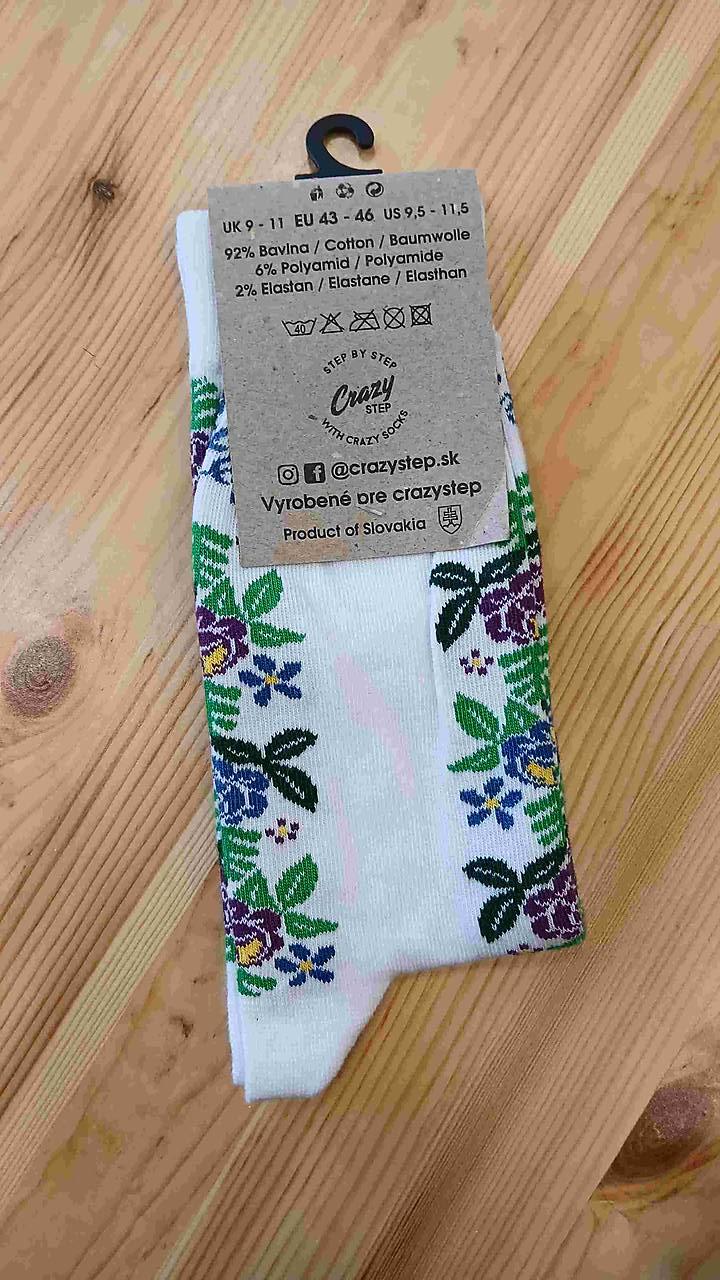 UK 9 - 11 EU 43 - 46 US 9,5 - 11,5
92% Bavlna / Cotton / Baumwolle
6% Polyamid / Polyamide
2% Elastan / Elastane / Elasthan
40
STEP BY STEP
Crazy
STEP
WITH CRAZY SOCKS
@crazystep.sk
Vyrobené pre crazystep
Product of Slovakia